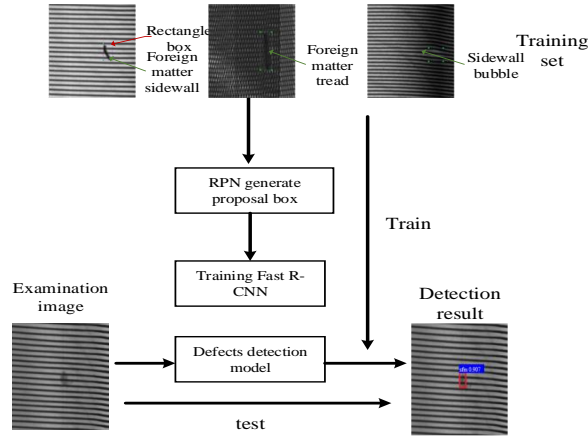 Rectangle
box
Foreign
matter
sidewall
Foreign
matter
tread
Sidewall
bubble
Training
set
RPN generate
proposal box
Train
Training Fast R-
CNN
Examination
image
Detection
result
Defects detection
model
test